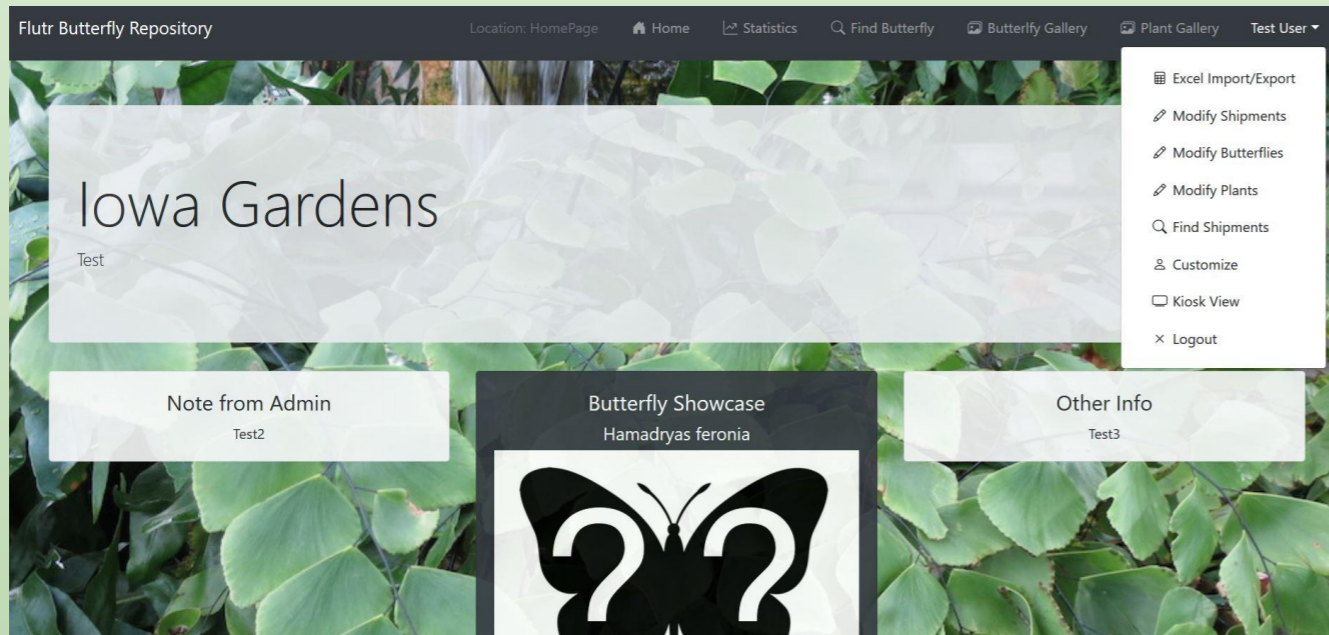 Flutr Butterfly Repository
Location: HomePage
Home
Statistics
Find Butterfly
Butterlfy Gallery
Plant Gallery
Test User
Excel Import/Export
Modify Shipments
Modify Butterflies
Modify Plants
Find Shipments
Customize
Kiosk View
Logout
Iowa Gardens
Test
Note from Admin
Test2
Butterfly Showcase
Hamadryas feronia
? ?
Other Info
Test3